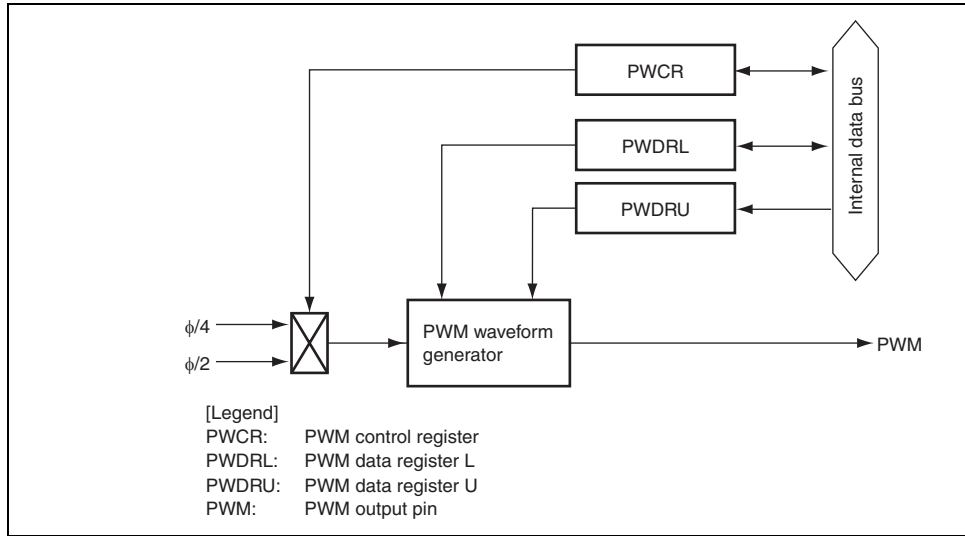 PWCR
PWDRL
PWDRU
Internal data bus
ϕ/4
ϕ/2
PWM waveform
generator
PWM
[Legend]
PWCR: PWM control register
PWDRL: PWM data register L
PWDRU: PWM data register U
PWM: PWM output pin